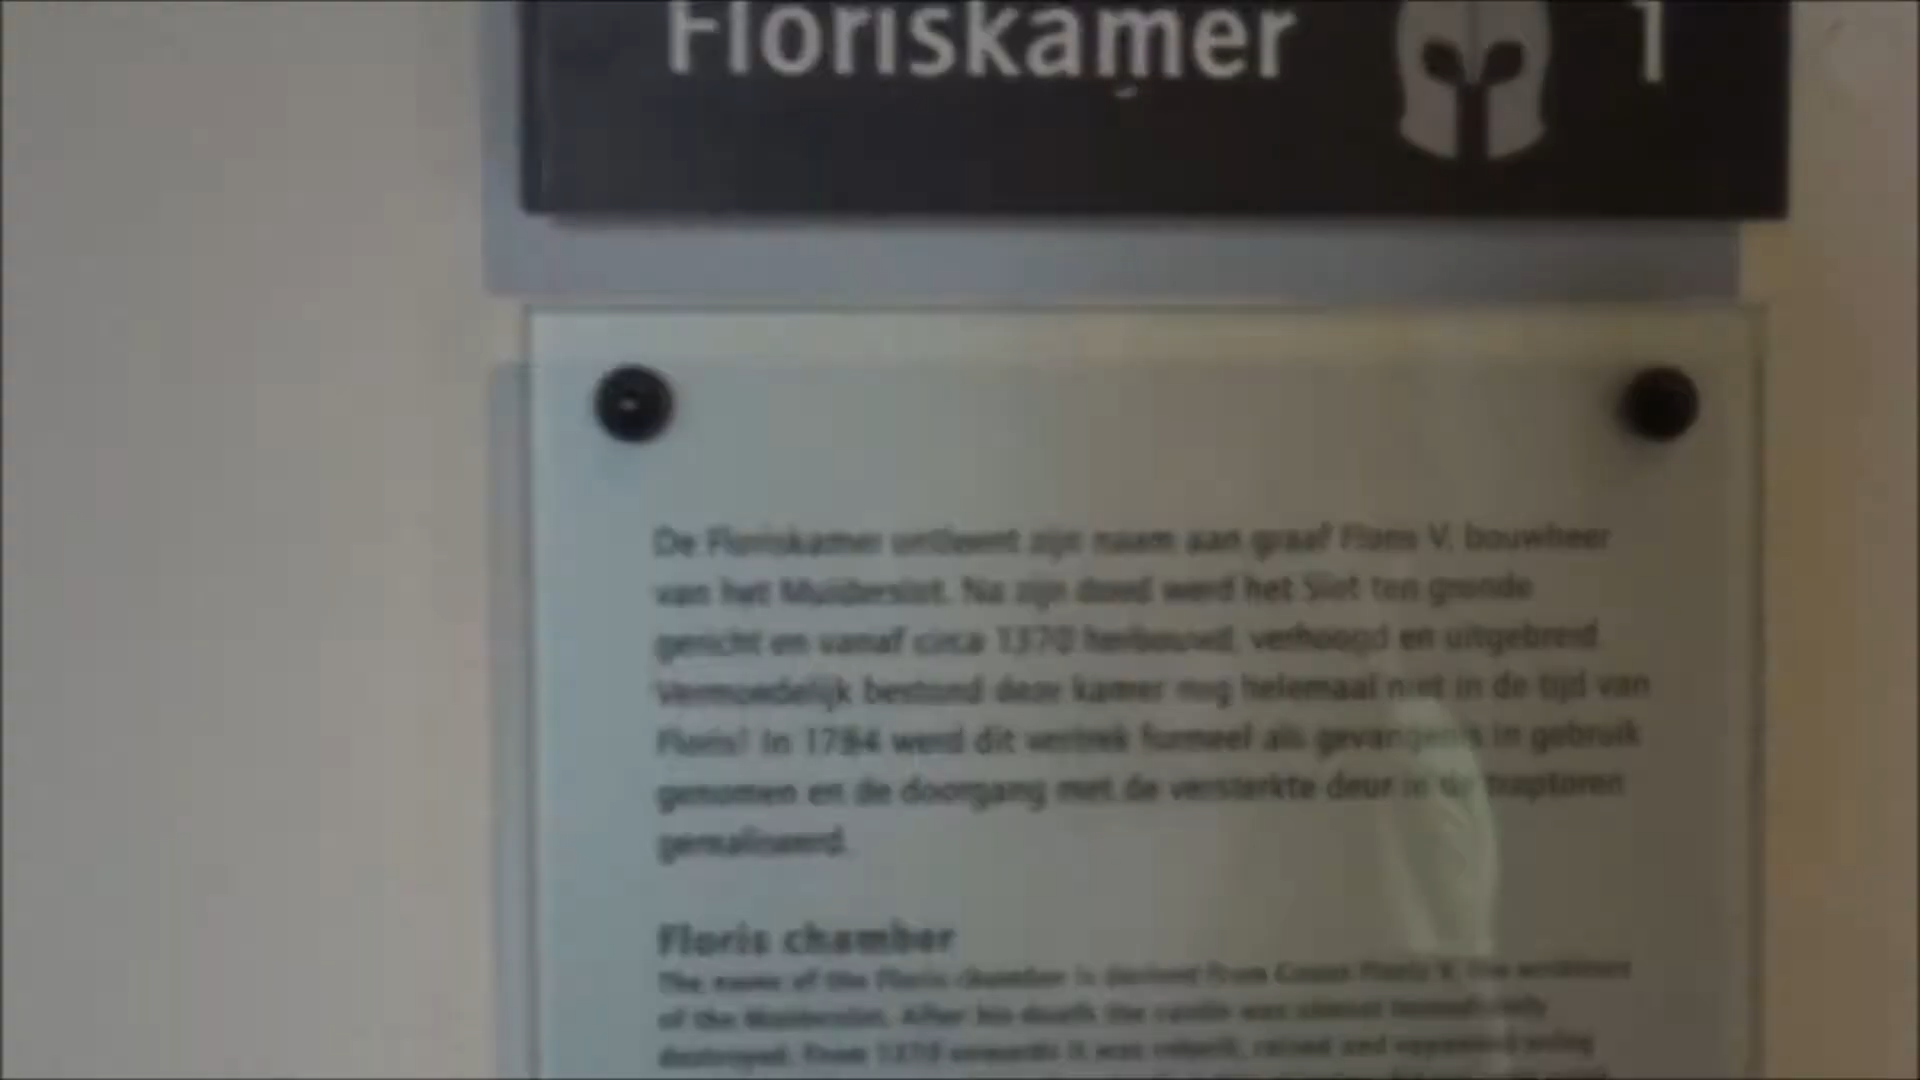 Floriskamer 1
De Floriskamer ontleent zijn naam aan graaf Floris V, bouwheer
van het Muiderslot. Na zijn dood werd het Slot ten gronde
gericht en vanaf circa 1370 herbouwd, verhoogd en uitgebreid.
Vermoedelijk bestond deze kamer nog helemaal niet in de tijd van
Floris! In 1784 werd dit vertrek formeel als gevangenis in gebruik
genomen en de doorgang met de versterkte deur in de traptoren
gerealiseerd.
Floris chamber
The name of the Floris chamber is derived from Count Floris V, the
of the Muiderslot. After his death the castle was almost immediately
destroyed. From 1370 onwards it was rebuilt, raised and expanded